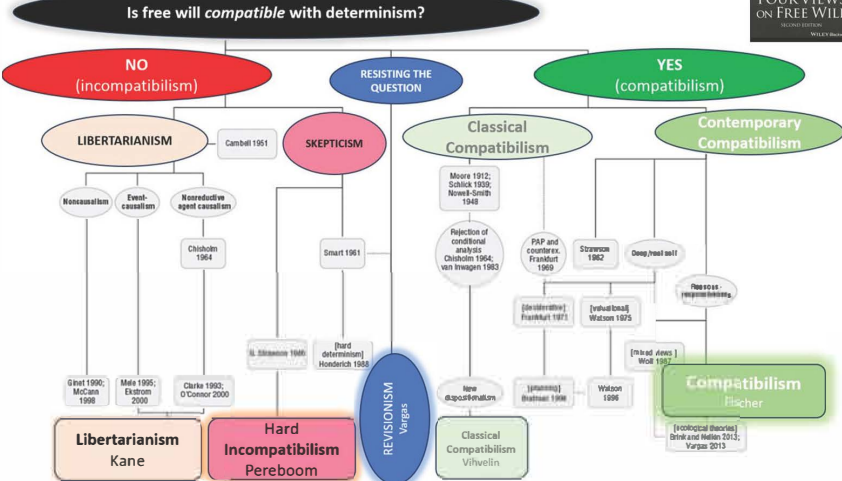 Is free will compatible with determinism?
FOUR VIEWS
ON FREE WILL
SECOND EDITION
NO
(incompatibilism)
RESISTING THE
QUESTION
YES
(compatibilism)
LIBERTARIANISM
Cambell 1951
SKEPTICISM
Classical
Compatibilism
Contemporary
Compatibilism
Noncausalism
Event-
causalism
Nonreductive
agent causalism
Moore 1912;
Schlick 1939;
Nowell-Smith
1948
Chisholm
1964
Smart 1961
Rejection of
conditional
analysis
Chisholm 1964;
van Inwagen 1983
PAP and
counterex.
Frankfurt
1969
Strawson
1962
Deep/real self
Reasons-
[deliberative]
Frankfurt 1971
[valuational]
Watson 1975
G. Strawson 1986
[hard
determinism]
Honderich 1988
[mixed views]
Wolf 1987
Ginet 1990;
McCann
1998
Mele 1995;
Ekstrom
2000
Clarke 1993;
O'Connor 2000
REVISIONISM
Vargas
New
dispositionalism
[planning]
Bratman 1996
Watson
1996
Compatibilism
Fischer
Libertarianism
Kane
Hard
Incompatibilism
Pereboom
Classical
Compatibilism
Vihvelin
[ecological theories]
Brink and Nelkin 2013;
Vargas 2013